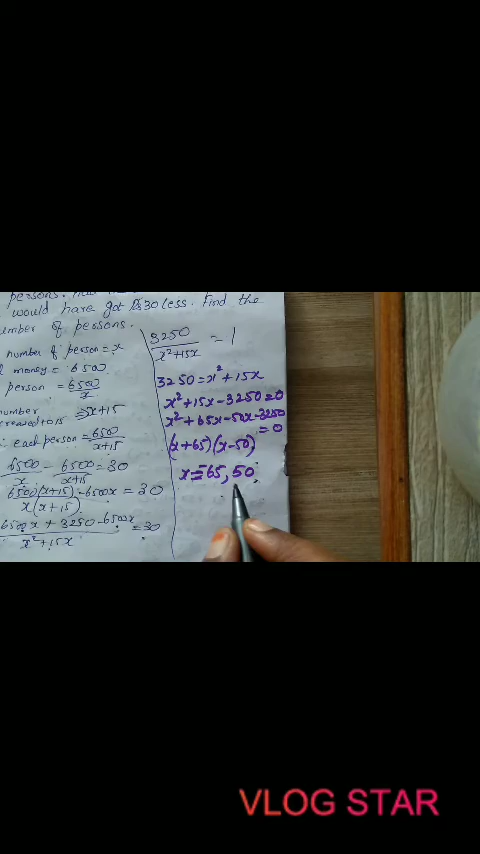 persons.
would have got Rs30 less. Find the
number of persons.
number of person = x
money = 6500
person = 6500/x
number
+0 15 = x+15
each person = 6500/x+15
6500/x - 6500/x+15 = 30
6500(x+15) - 6500x / x(x+15) = 30
6500x + 3250 - 6500x / x²+15x = 30
3250/x²+15x = 1
3250 = x²+15x
x²+15x-3250=0
x²+65x-50x-3250
=0
(x+65)(x-50)
x=-65, 50
VLOG STAR